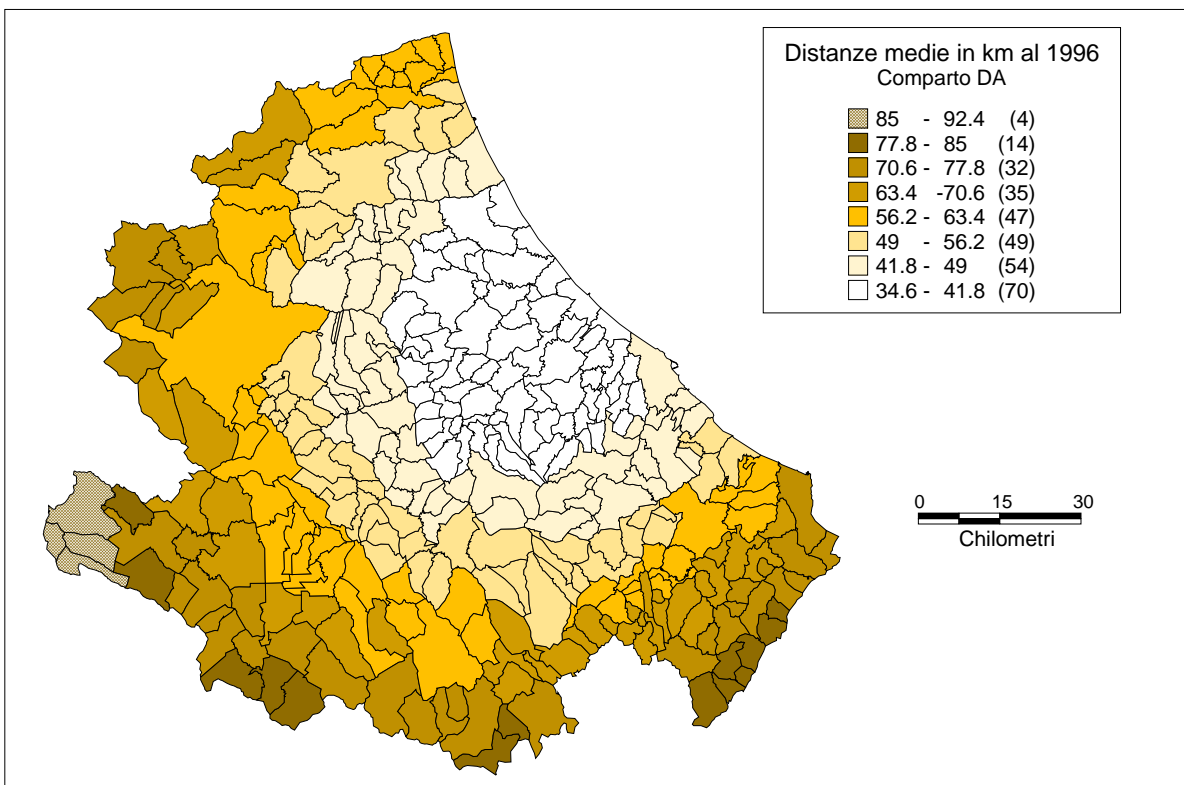 Distanze medie in km al 1996
Comparto DA
85 - 92.4 (4)
77.8 - 85 (14)
70.6 - 77.8 (32)
63.4 -70.6 (35)
56.2 - 63.4 (47)
49 - 56.2 (49)
41.8 - 49 (54)
34.6 - 41.8 (70)
0 15 30
Chilometri